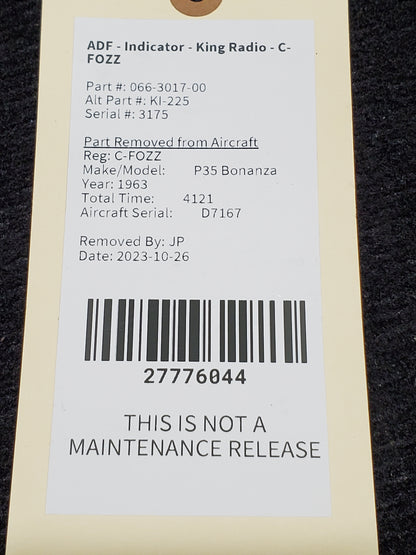 ADF - Indicator - King Radio - C-
FOZZ
Part #: 066-3017-00
Alt Part#: KI-225
Serial #: 3175
Part Removed from Aircraft
Reg: C-FOZZ
Make/Model: P35 Bonanza
Year: 1963
Total Time: 4121
Aircraft Serial: D7167
Removed By: JP
Date: 2023-10-26
27776044
THIS IS NOT A
MAINTENANCE RELEASE